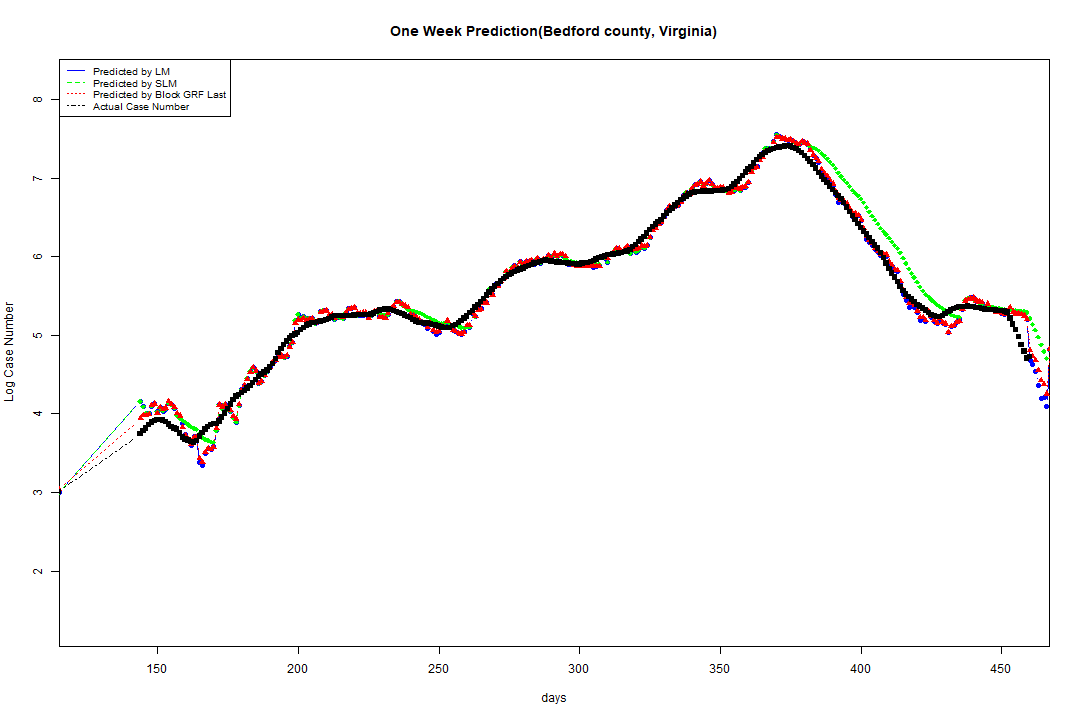 One Week Prediction(Bedford county, Virginia)
Predicted by LM
Predicted by SLM
Predicted by Block GRF Last
Actual Case Number
8
7
6
5
4
3
2
Log Case Number
150 200 250 300 350 400 450
days